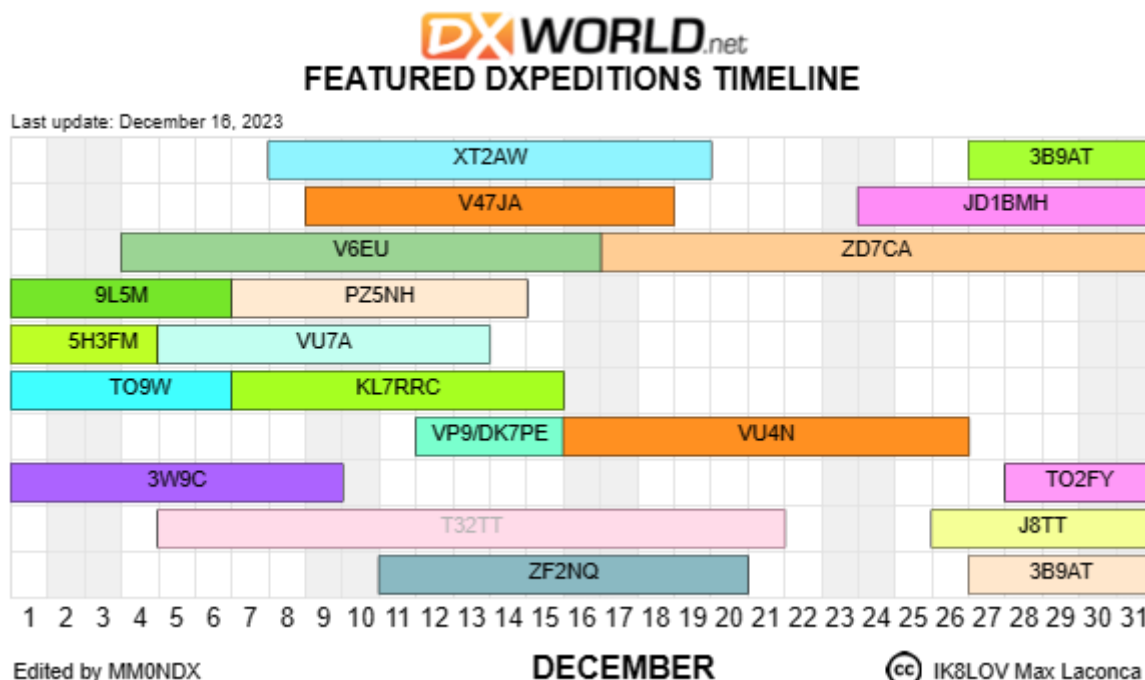 DX WORLD.net
FEATURED DXPEDITIONS TIMELINE
Last update: December 16, 2023
XT2AW 3B9AT
V47JA JD1BMH
V6EU ZD7CA
9L5M PZ5NH
5H3FM VU7A
TO9W KL7RRC
VP9/DK7PE VU4N
3W9C TO2FY
T32TT J8TT
ZF2NQ 3B9AT
1 2 3 4 5 6 7 8 9 10 11 12 13 14 15 16 17 18 19 20 21 22 23 24 25 26 27 28 29 30 31
Edited by MM0NDX DECEMBER cc IK8LOV Max Laconca